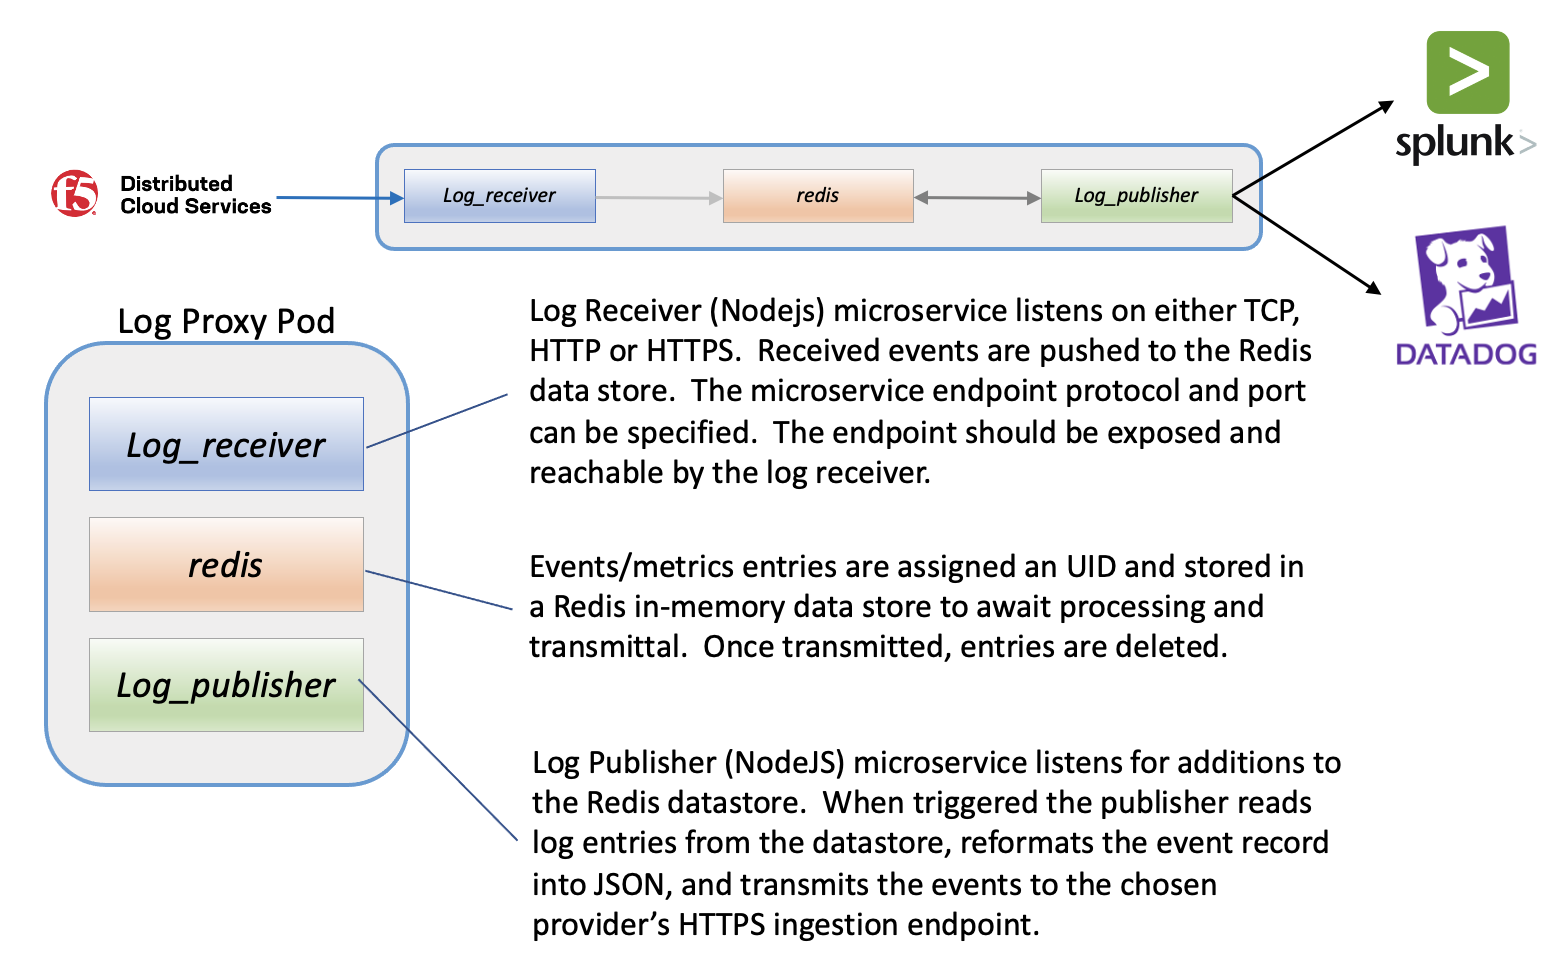 splunk>
f5
Distributed
Cloud Services
Log_receiver
redis
Log_publisher
DATADOG
Log Proxy Pod
Log_receiver
redis
Log_publisher
Log Receiver (Nodejs) microservice listens on either TCP,
HTTP or HTTPS.  Received events are pushed to the Redis
data store.  The microservice endpoint protocol and port
can be specified.  The endpoint should be exposed and
reachable by the log receiver.
Events/metrics entries are assigned an UID and stored in
a Redis in-memory data store to await processing and
transmittal.  Once transmitted, entries are deleted.
Log Publisher (NodeJS) microservice listens for additions to
the Redis datastore.  When triggered the publisher reads
log entries from the datastore, reformats the event record
into JSON, and transmits the events to the chosen
provider’s HTTPS ingestion endpoint.